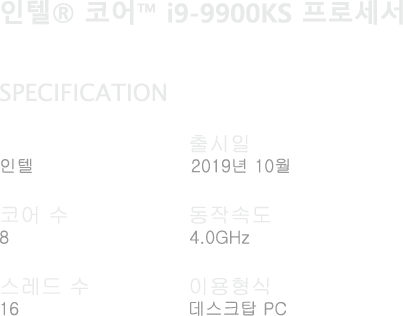 인텔® 코어™ i9-9900KS 프로세서
SPECIFICATION
출시일
인텔 2019년 10월
코어 수 동작속도
8 4.0GHz
스레드 수 이용형식
16 데스크탑 PC